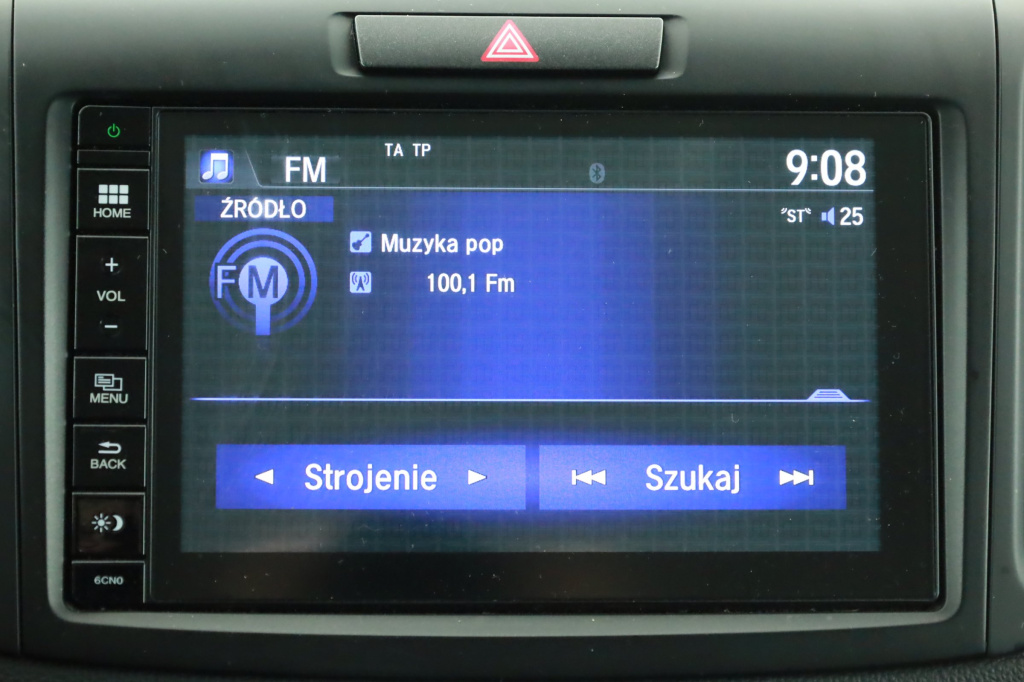 TA TP
FM
9:08
HOME
ŹRÓDŁO
"ST" 25
Muzyka pop
FM
100,1 Fm
+
VOL
−
MENU
BACK
Strojenie
Szukaj
6CN0